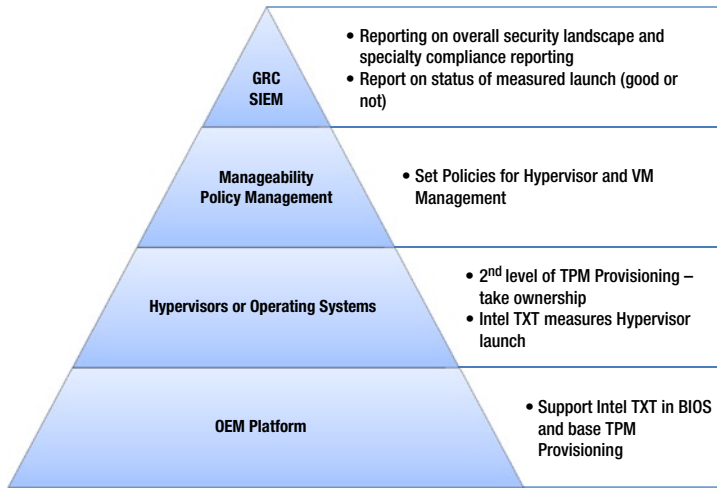 GRC
SIEM
• Reporting on overall security landscape and
specialty compliance reporting
• Report on status of measured launch (good or
not)
Manageability
Policy Management
• Set Policies for Hypervisor and VM
Management
Hypervisors or Operating Systems
• 2nd level of TPM Provisioning –
take ownership
• Intel TXT measures Hypervisor
launch
OEM Platform
• Support Intel TXT in BIOS
and base TPM
Provisioning